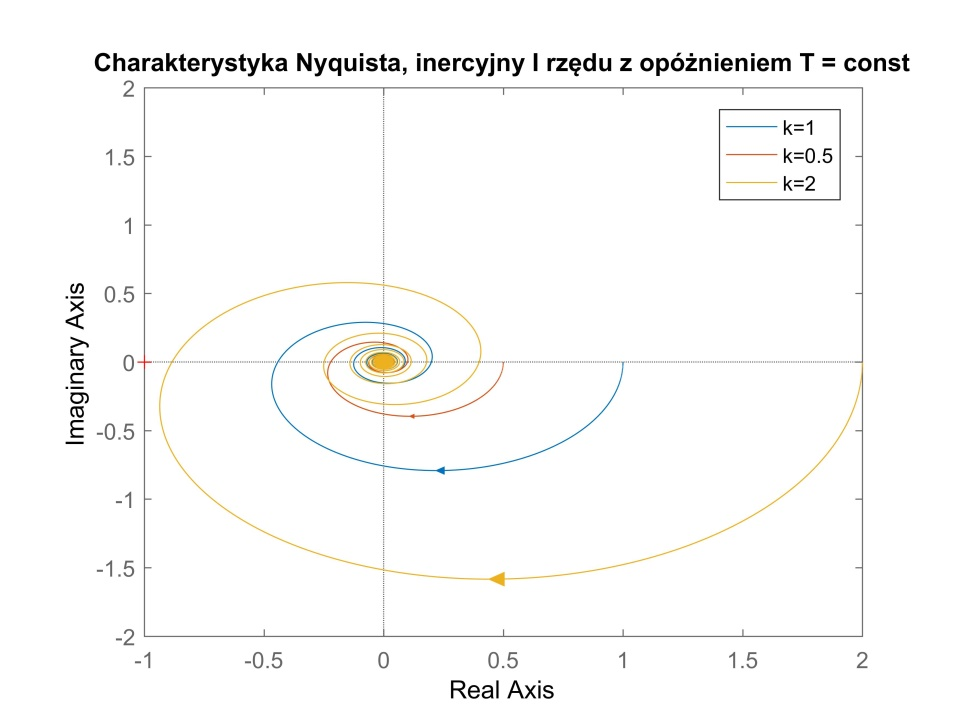 Charakterystyka Nyquista, inercyjny I rzędu z opóżnieniem T = const
2
1.5
1
0.5
0
-0.5
-1
-1.5
-2
Imaginary Axis
k=1
k=0.5
k=2
-1
-0.5
0
0.5
1
1.5
2
Real Axis